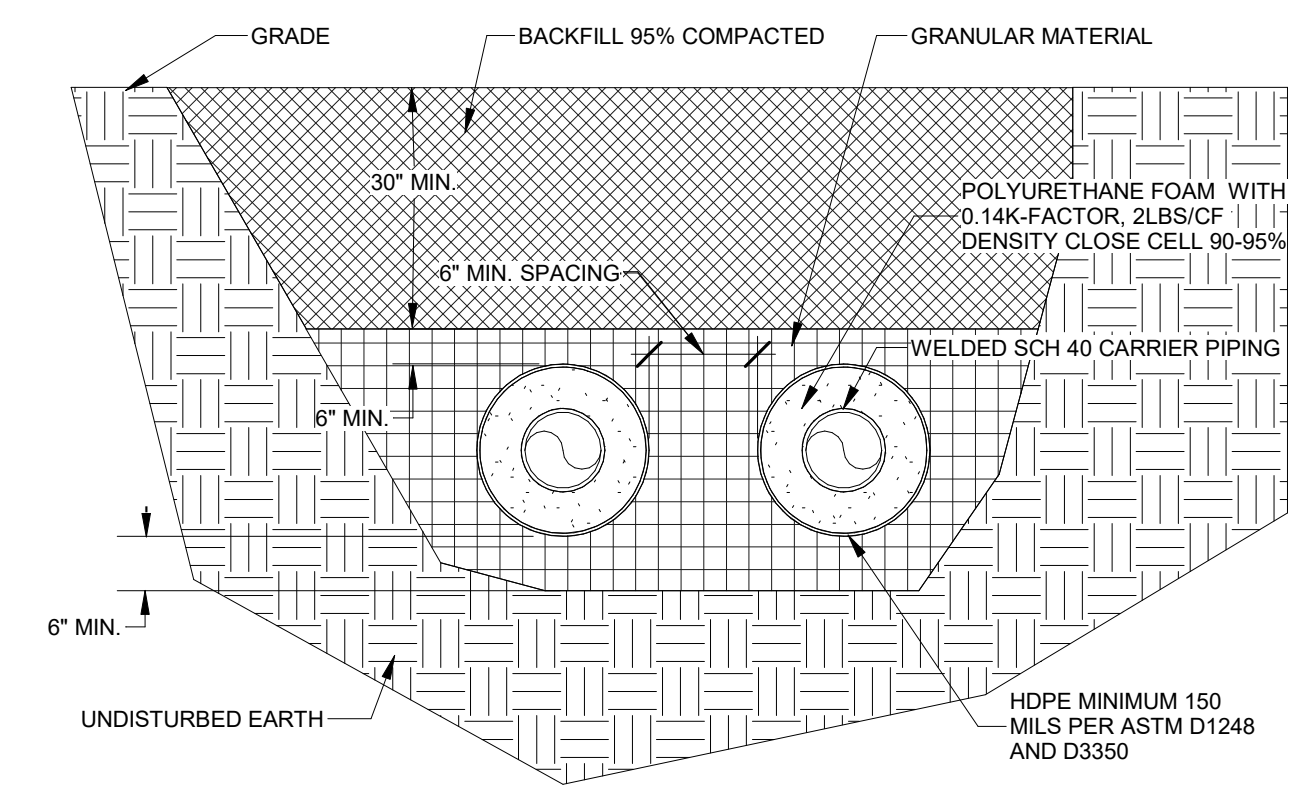 GRADE
BACKFILL 95% COMPACTED
GRANULAR MATERIAL
30" MIN.
POLYURETHANE FOAM WITH
0.14K-FACTOR, 2LBS/CF
DENSITY CLOSE CELL 90-95%
6" MIN. SPACING
WELDED SCH 40 CARRIER PIPING
6" MIN.
6" MIN.
UNDISTURBED EARTH
HDPE MINIMUM 150
MILS PER ASTM D1248
AND D3350